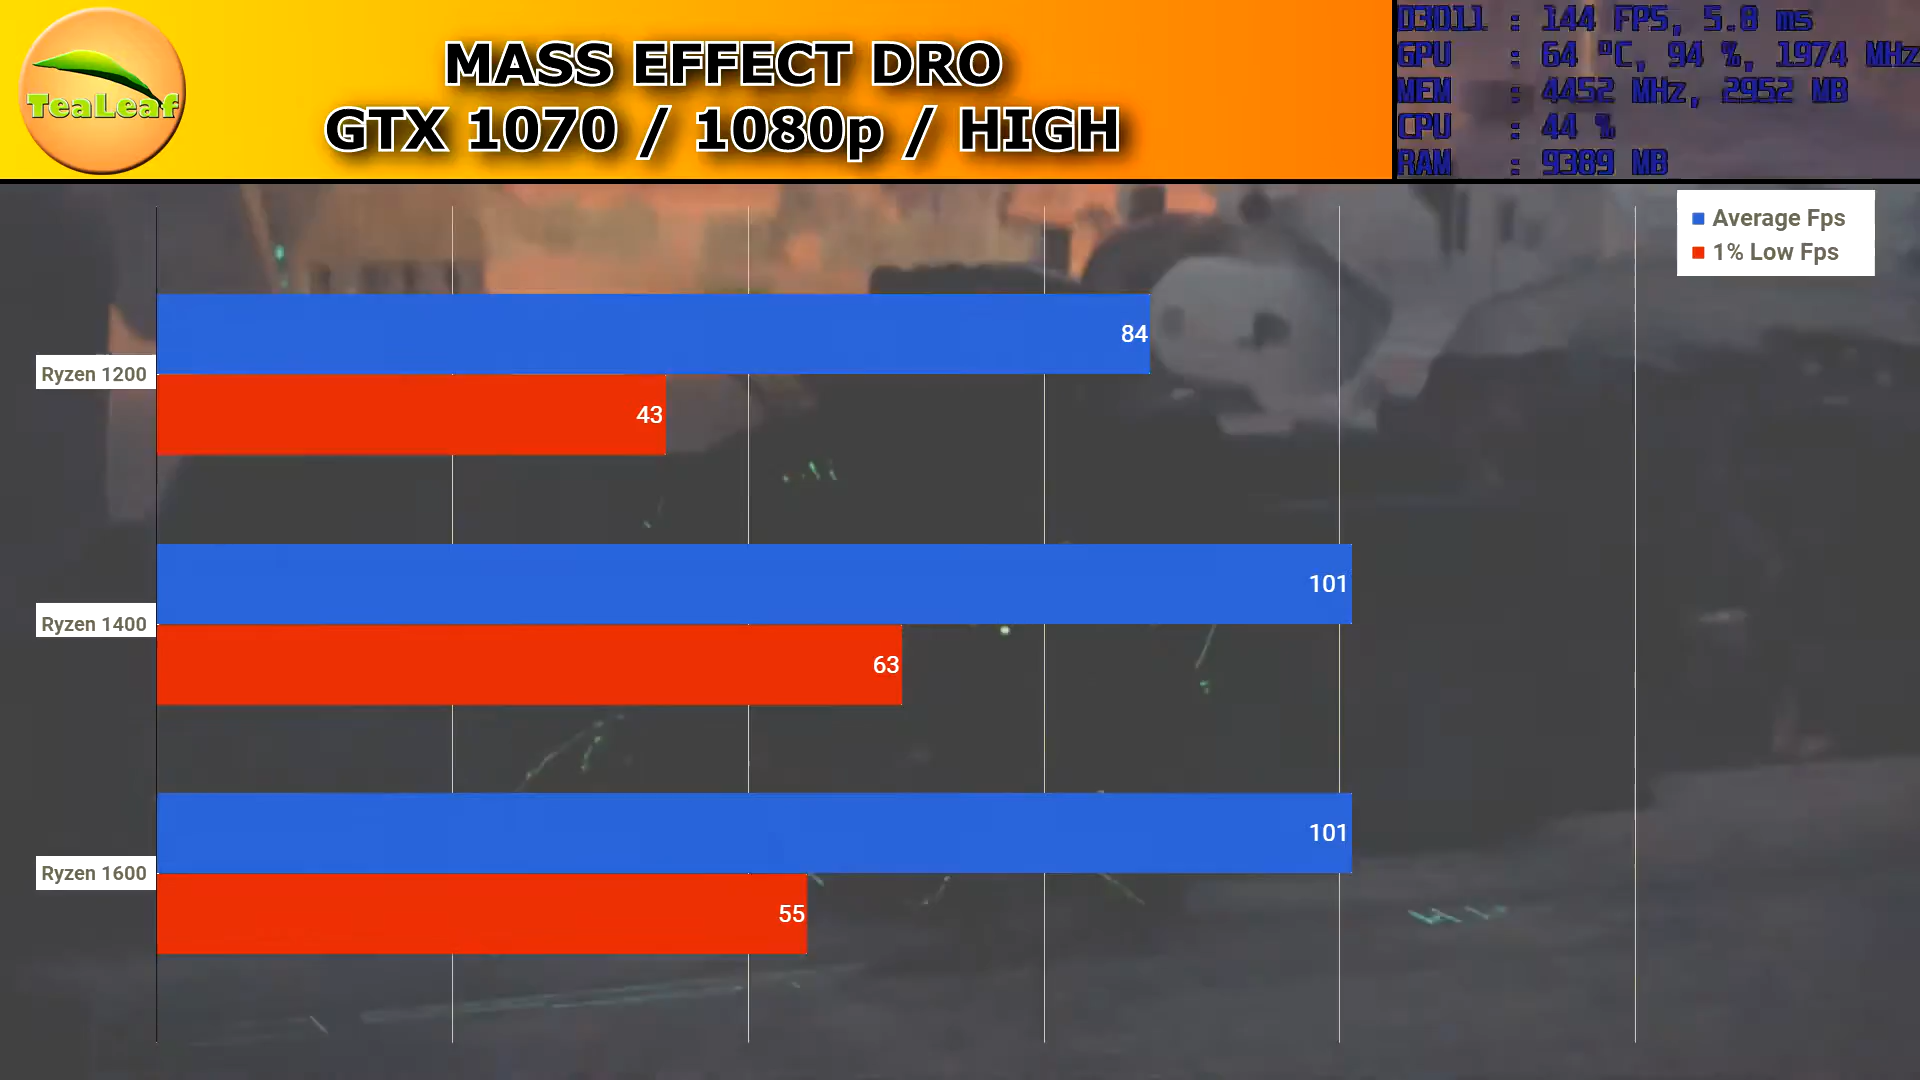 TeaLeaf
MASS EFFECT DRO
GTX 1070 / 1080p / HIGH
D3D11 : 144 FPS, 5.8 ms
GPU : 64 °C, 94 %, 1974 MHz
MEM : 4452 MHz, 2952 MB
CPU : 44 %
RAM : 9389 MB
Average Fps
1% Low Fps
84
Ryzen 1200
43
101
Ryzen 1400
63
101
Ryzen 1600
55